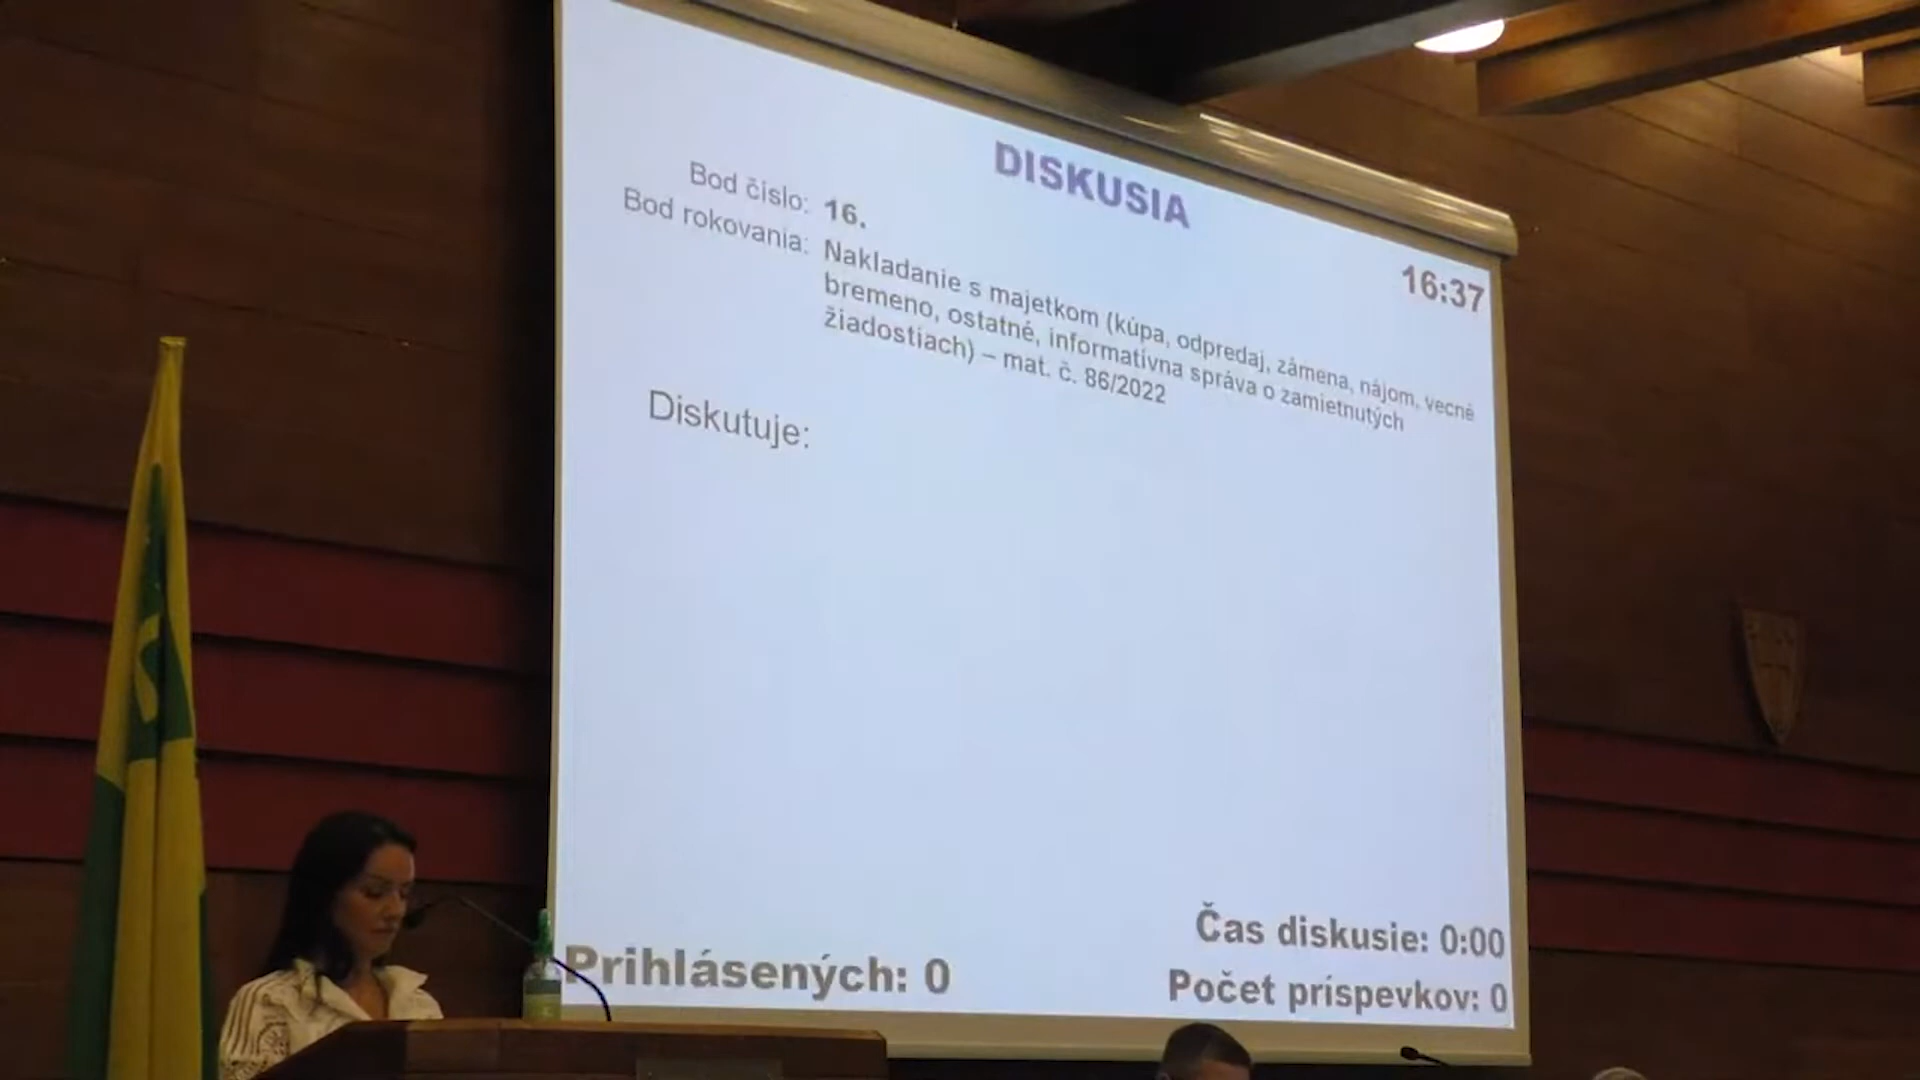 DISKUSIA
Bod číslo: 16.
16:37
Bod rokovania: Nakladanie s majetkom (kúpa, odpredaj, zámena, nájom, vecné
bremeno, ostatné, informatívna správa o zamietnutých
žiadostiach) – mat. č. 86/2022
Diskutuje:
Čas diskusie: 0:00
Prihlásených: 0
Počet príspevkov: 0